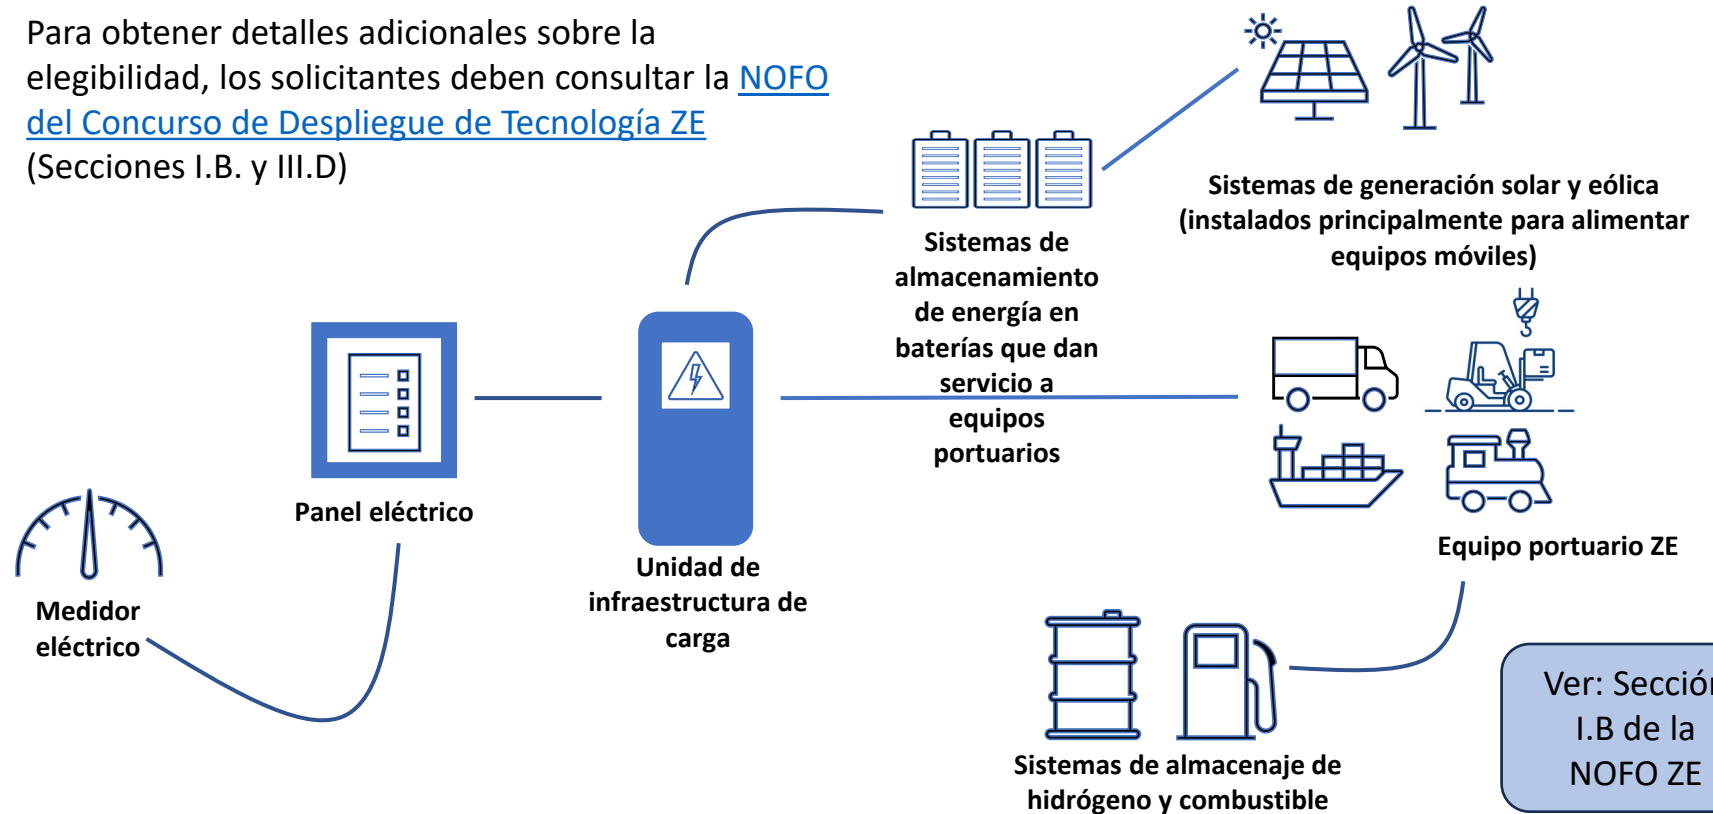 Para obtener detalles adicionales sobre la
elegibilidad, los solicitantes deben consultar la NOFO
del Concurso de Despliegue de Tecnología ZE
(Secciones I.B. y III.D)
Sistemas de generación solar y eólica
(instalados principalmente para alimentar
equipos móviles)
Sistemas de
almacenamiento
de energía en
baterías que dan
servicio a
equipos
portuarios
Panel eléctrico
Unidad de
infraestructura de
carga
Medidor
eléctrico
Equipo portuario ZE
Sistemas de almacenaje de
hidrógeno y combustible
Ver: Sección
I.B de la
NOFO ZE